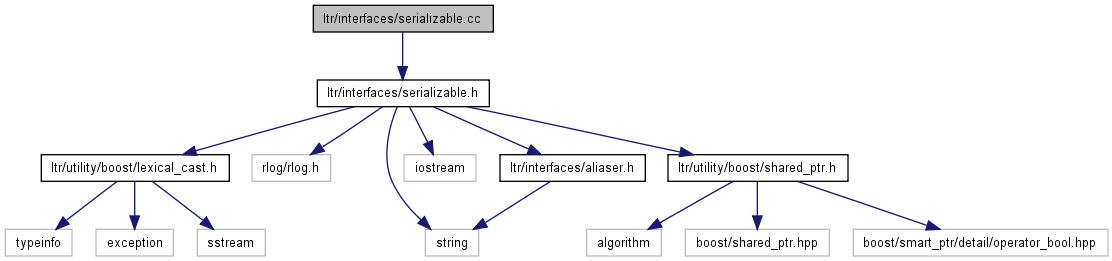 ltr/interfaces/serializable.cc
ltr/interfaces/serializable.h
ltr/utility/boost/lexical_cast.h
rlog/rlog.h
iostream
ltr/interfaces/aliaser.h
ltr/utility/boost/shared_ptr.h
typeinfo
exception
sstream
string
algorithm
boost/shared_ptr.hpp
boost/smart_ptr/detail/operator_bool.hpp